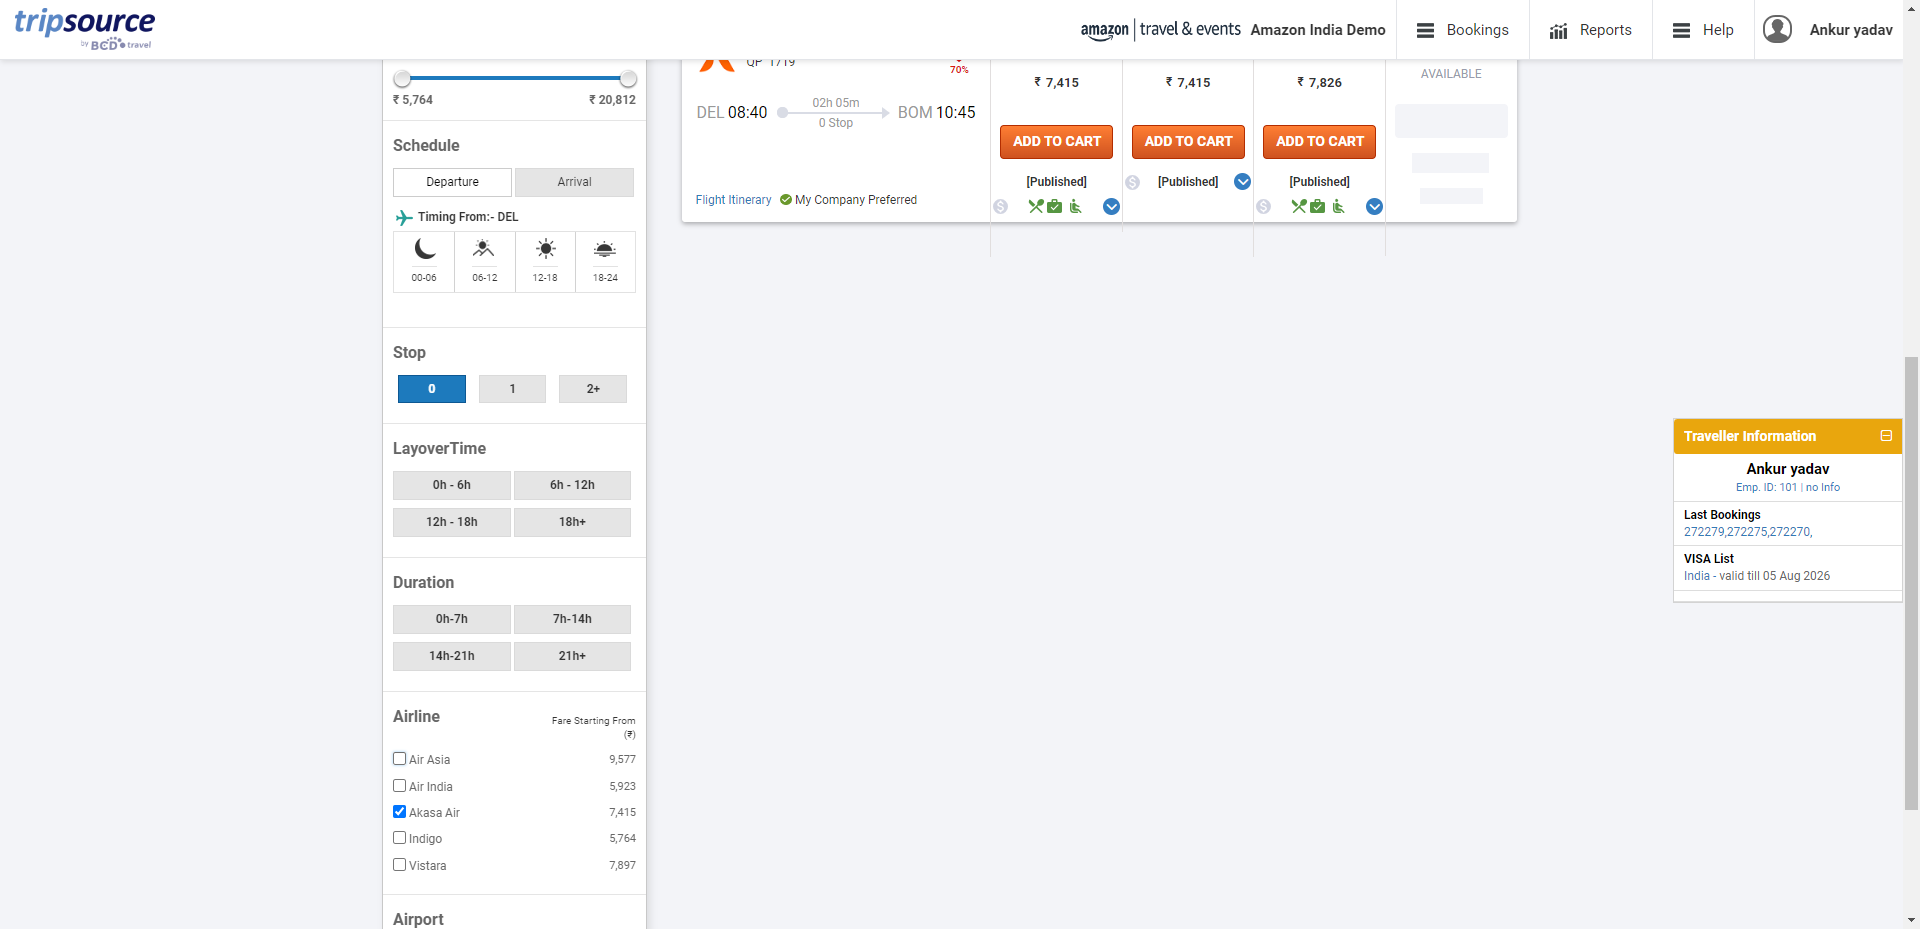 tripsource
by BCD travel
amazon travel & events Amazon India Demo
Bookings
Reports
Help
Ankur yadav
₹ 5,764 ₹ 20,812
Schedule
Departure Arrival
Timing From:- DEL
00-06 06-12 12-18 18-24
Stop
0 1 2+
LayoverTime
0h - 6h 6h - 12h
12h - 18h 18h+
Duration
0h-7h 7h-14h
14h-21h 21h+
Airline Fare Starting From
(₹)
Air Asia 9,577
Air India 5,923
Akasa Air 7,415
Indigo 5,764
Vistara 7,897
Airport
QP 1719
70%
DEL 08:40 02h 05m BOM 10:45
0 Stop
Flight Itinerary My Company Preferred
₹ 7,415 ₹ 7,415 ₹ 7,826 AVAILABLE
ADD TO CART ADD TO CART ADD TO CART
[Published] [Published] [Published]
Traveller Information
Ankur yadav
Emp. ID: 101 | no Info
Last Bookings
272279,272275,272270,
VISA List
India - valid till 05 Aug 2026